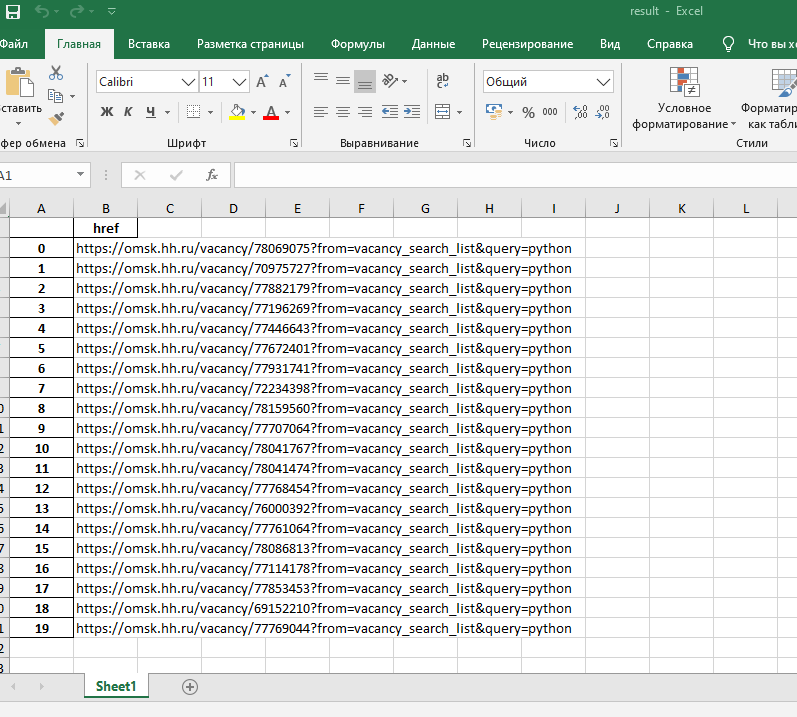 result - Excel
Файл Главная Вставка Разметка страницы Формулы Данные Рецензирование Вид Справка Что вы
Calibri 11 Общий
Вставить
Ж К Ч
% 000
Условное
форматирование
как
Шрифт Выравнивание Число Стили
A1 fx
A B C D E F G H I J K L
href
0 https://omsk.hh.ru/vacancy/78069075?from=vacancy_search_list&query=python
1 https://omsk.hh.ru/vacancy/70975727?from=vacancy_search_list&query=python
2 https://omsk.hh.ru/vacancy/77882179?from=vacancy_search_list&query=python
3 https://omsk.hh.ru/vacancy/77196269?from=vacancy_search_list&query=python
4 https://omsk.hh.ru/vacancy/77446643?from=vacancy_search_list&query=python
5 https://omsk.hh.ru/vacancy/77672401?from=vacancy_search_list&query=python
6 https://omsk.hh.ru/vacancy/77931741?from=vacancy_search_list&query=python
7 https://omsk.hh.ru/vacancy/72234398?from=vacancy_search_list&query=python
8 https://omsk.hh.ru/vacancy/78159560?from=vacancy_search_list&query=python
9 https://omsk.hh.ru/vacancy/77707064?from=vacancy_search_list&query=python
10 https://omsk.hh.ru/vacancy/78041767?from=vacancy_search_list&query=python
11 https://omsk.hh.ru/vacancy/78041474?from=vacancy_search_list&query=python
12 https://omsk.hh.ru/vacancy/77768454?from=vacancy_search_list&query=python
13 https://omsk.hh.ru/vacancy/76000392?from=vacancy_search_list&query=python
14 https://omsk.hh.ru/vacancy/77761064?from=vacancy_search_list&query=python
15 https://omsk.hh.ru/vacancy/78086813?from=vacancy_search_list&query=python
16 https://omsk.hh.ru/vacancy/77114178?from=vacancy_search_list&query=python
17 https://omsk.hh.ru/vacancy/77853453?from=vacancy_search_list&query=python
18 https://omsk.hh.ru/vacancy/69152210?from=vacancy_search_list&query=python
19 https://omsk.hh.ru/vacancy/77769044?from=vacancy_search_list&query=python
Sheet1